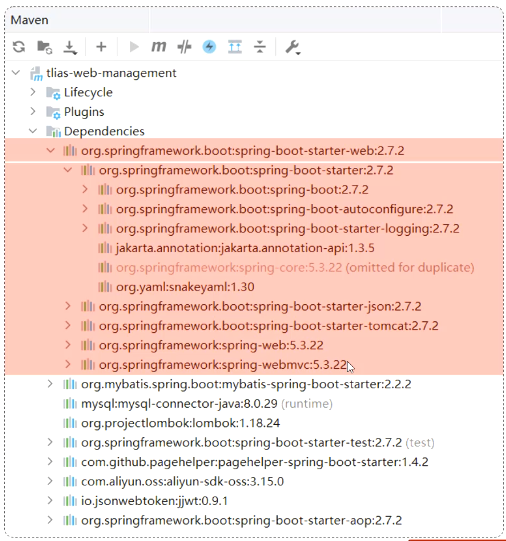 Maven
tlias-web-management
Lifecycle
Plugins
Dependencies
org.springframework.boot:spring-boot-starter-web:2.7.2
org.springframework.boot:spring-boot-starter:2.7.2
org.springframework.boot:spring-boot:2.7.2
org.springframework.boot:spring-boot-autoconfigure:2.7.2
org.springframework.boot:spring-boot-starter-logging:2.7.2
jakarta.annotation:jakarta.annotation-api:1.3.5
org.springframework:spring-core:5.3.22 (omitted for duplicate)
org.yaml:snakeyaml:1.30
org.springframework.boot:spring-boot-starter-json:2.7.2
org.springframework.boot:spring-boot-starter-tomcat:2.7.2
org.springframework:spring-web:5.3.22
org.springframework:spring-webmvc:5.3.22
org.mybatis.spring.boot:mybatis-spring-boot-starter:2.2.2
mysql:mysql-connector-java:8.0.29 (runtime)
org.projectlombok:lombok:1.18.24
org.springframework.boot:spring-boot-starter-test:2.7.2 (test)
com.github.pagehelper:pagehelper-spring-boot-starter:1.4.2
com.aliyun.oss:aliyun-sdk-oss:3.15.0
io.jsonwebtoken:jjwt:0.9.1
org.springframework.boot:spring-boot-starter-aop:2.7.2